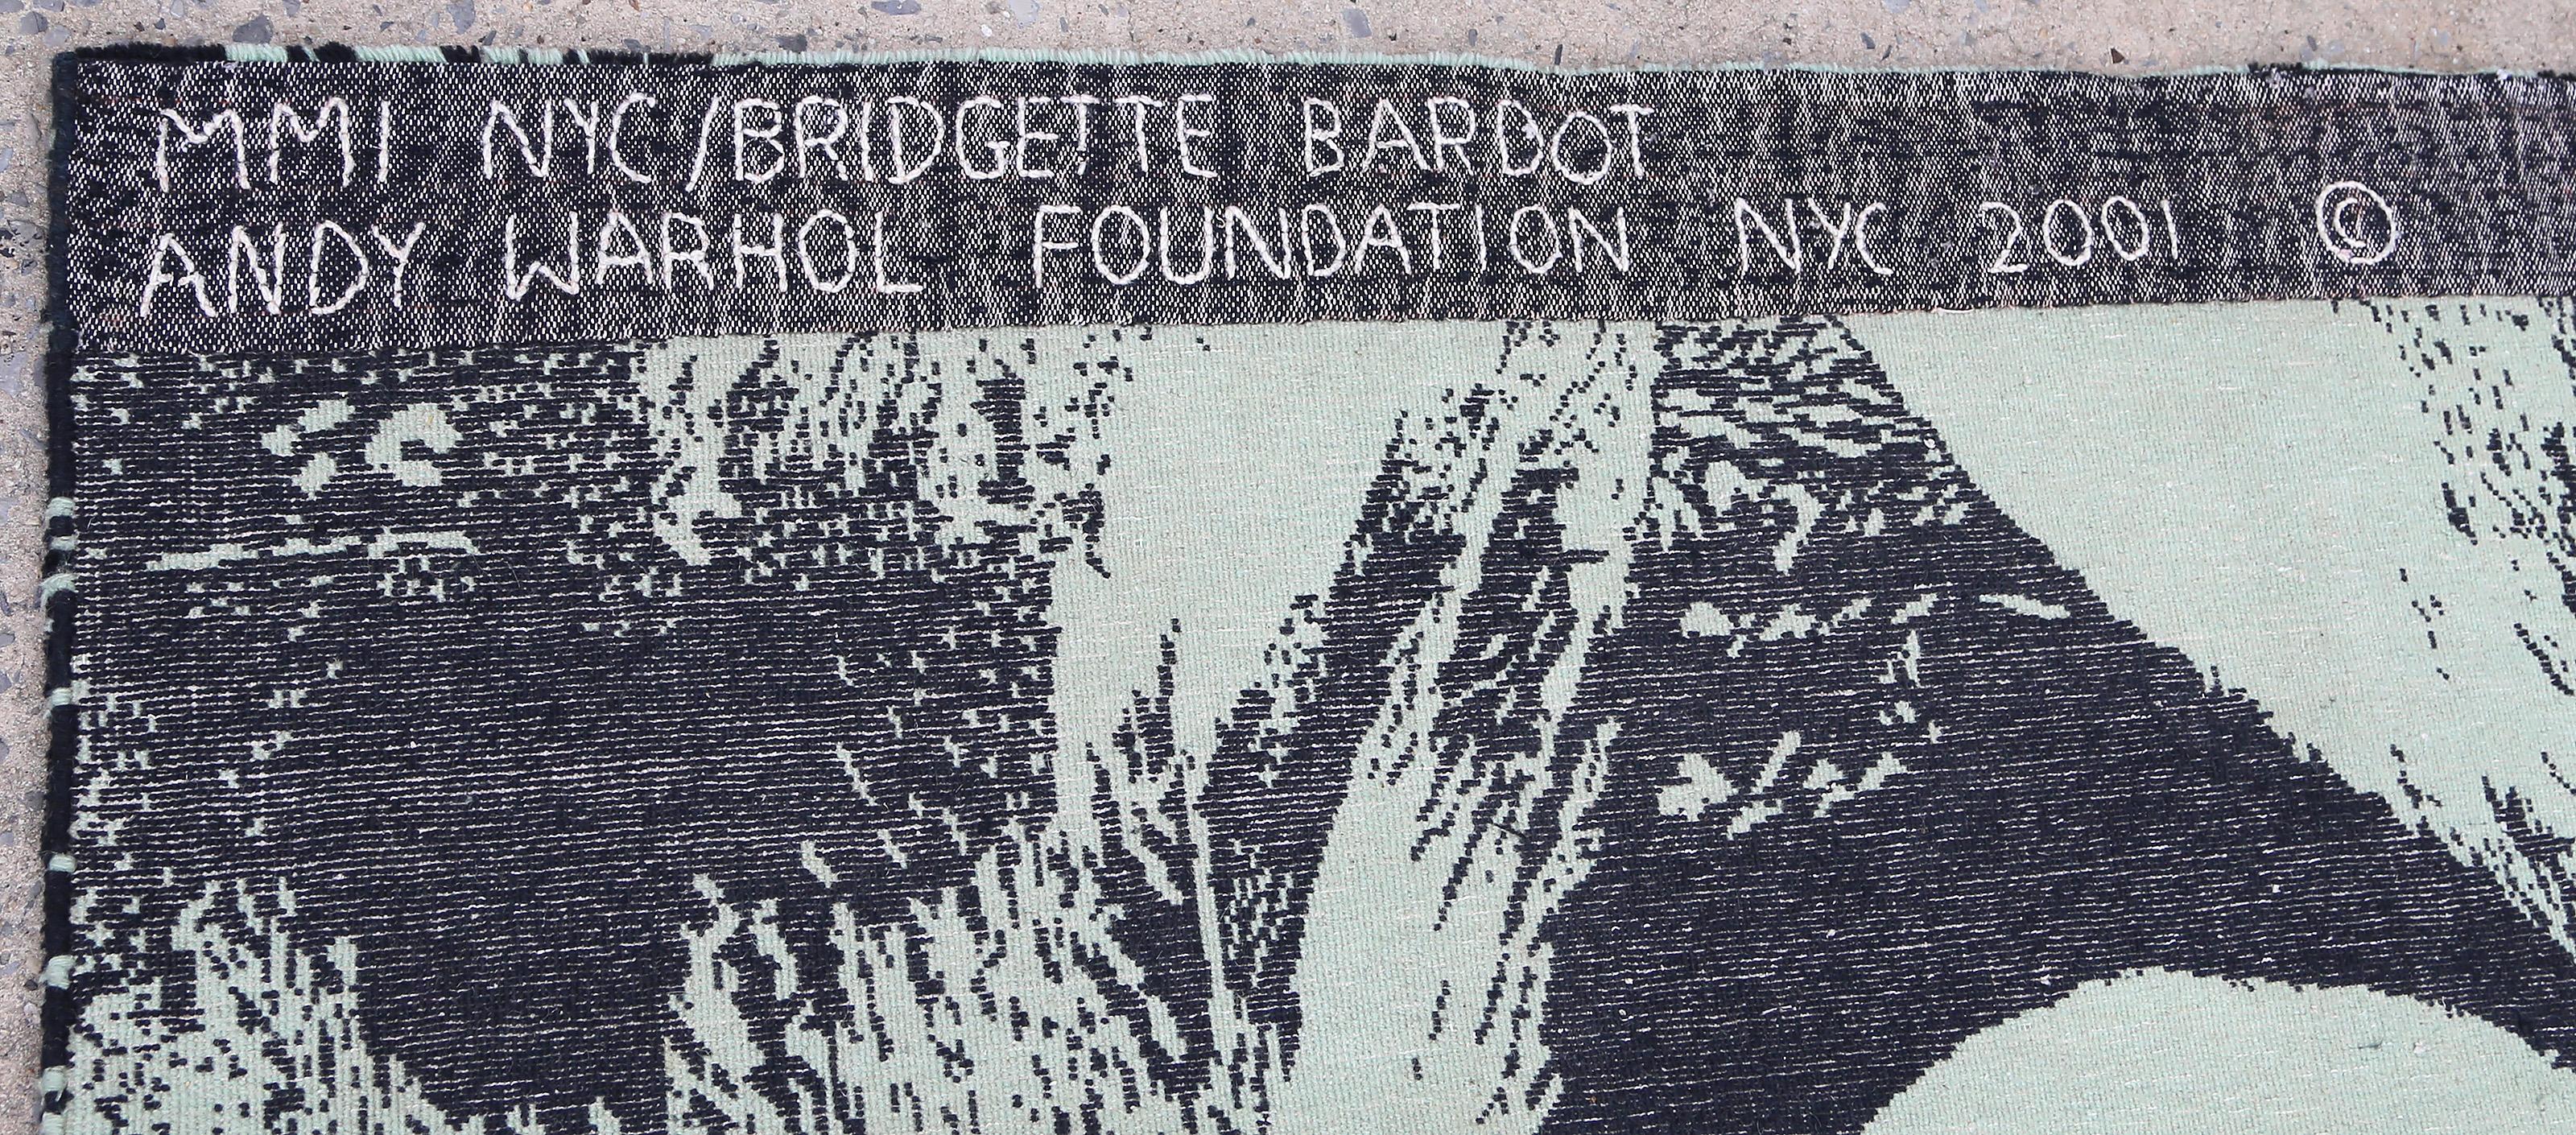 MMI NYC/BRIDGETTE BARDOT
ANDY WARHOL FOUNDATION NYC 2001 ©